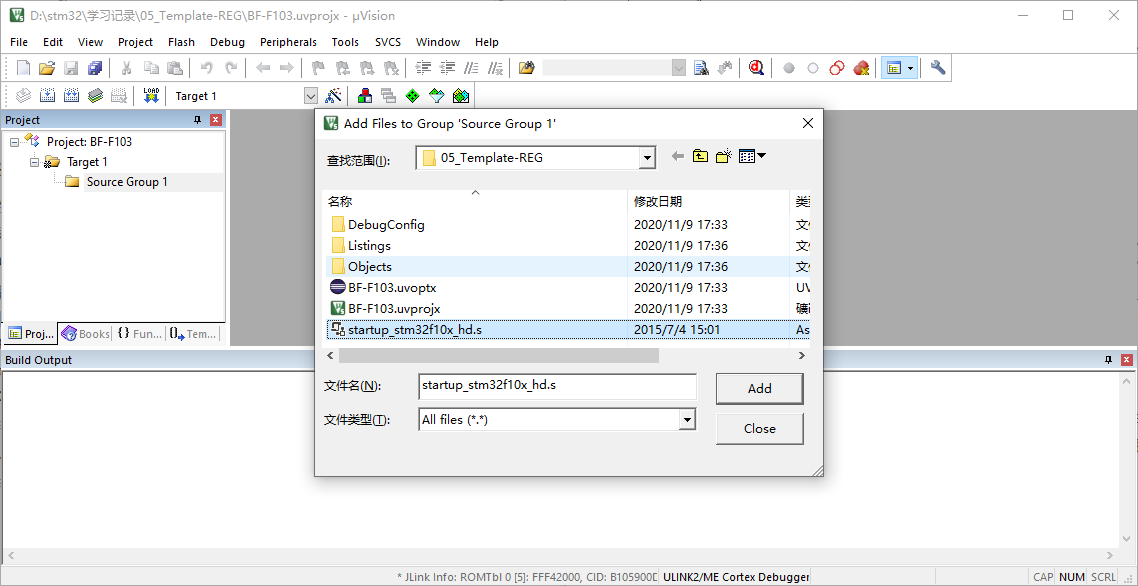 D:\stm32\学习记录\05_Template-REG\BF-F103.uvprojx - µVision
File Edit View Project Flash Debug Peripherals Tools SVCS Window Help
LOAD Target 1
Project
Project: BF-F103
Target 1
Source Group 1
Proj... Books {} Fun... Tem...
Add Files to Group 'Source Group 1'
查找范围(I): 05_Template-REG
名称 修改日期
DebugConfig 2020/11/9 17:33
Listings 2020/11/9 17:36
Objects 2020/11/9 17:36
BF-F103.uvoptx 2020/11/9 17:33 UV
BF-F103.uvprojx 2020/11/9 17:33
startup_stm32f10x_hd.s 2015/7/4 15:01 As
文件名(N): startup_stm32f10x_hd.s Add
文件类型(T): All files (*.*) Close
Build Output
* JLink Info: ROMTbl 0 [5]: FFF42000, CID: B105900D ULINK2/ME Cortex Debugger CAP NUM SCRL